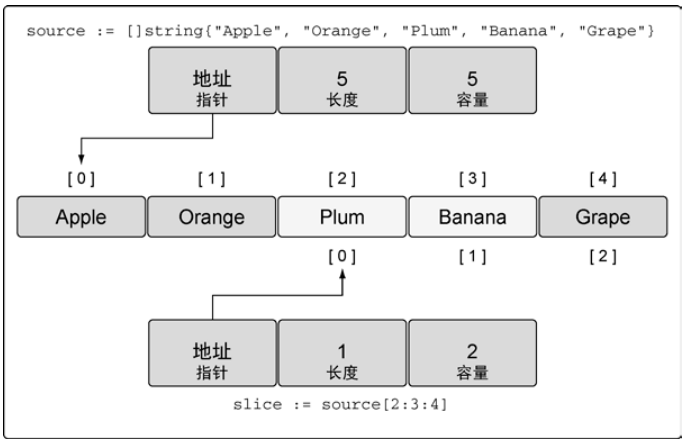 source := []string{"Apple", "Orange", "Plum", "Banana", "Grape"}
地址 5 5
指针 长度 容量
[0] [1] [2] [3] [4]
Apple Orange Plum Banana Grape
[0] [1] [2]
地址 1 2
指针 长度 容量
slice := source[2:3:4]